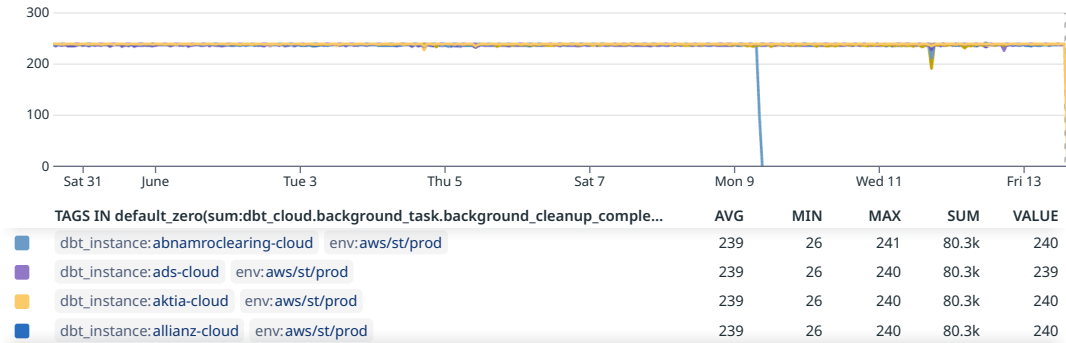 300
200
100
0
Sat 31 June Tue 3 Thu 5 Sat 7 Mon 9 Wed 11 Fri 13
TAGS IN default_zero(sum:dbt_cloud.background_task.background_cleanup_comple... AVG MIN MAX SUM VALUE
dbt_instance:abnamroclearing-cloud env:aws/st/prod 239 26 241 80.3k 240
dbt_instance:ads-cloud env:aws/st/prod 239 26 240 80.3k 239
dbt_instance:aktia-cloud env:aws/st/prod 239 26 240 80.3k 240
dbt_instance:allianz-cloud env:aws/st/prod 239 26 240 80.3k 240